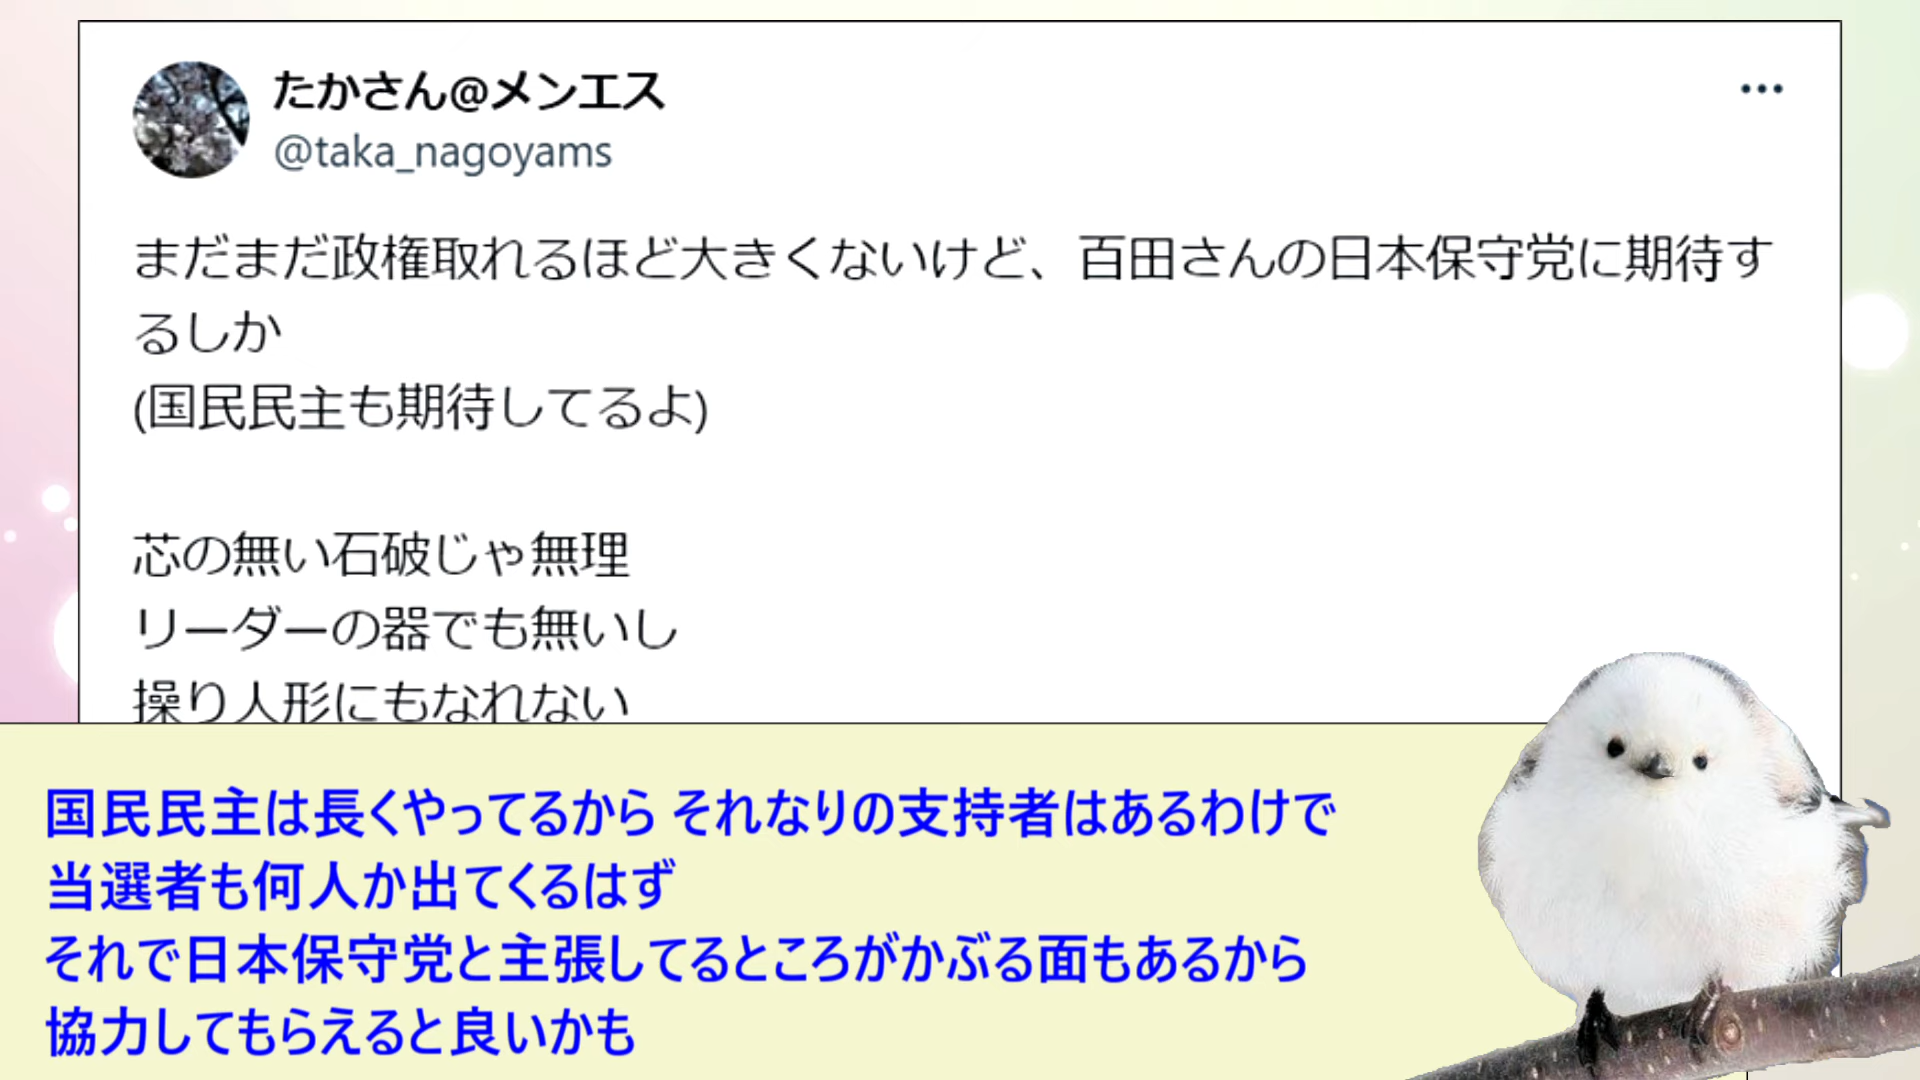 たかさん@メンエス
@taka_nagoyams
まだまだ政権取れるほど大きくないけど、百田さんの日本保守党に期待す
るしか
(国民民主も期待してるよ)
芯の無い石破じゃ無理
リーダーの器でも無いし
操り人形にもなれない
国民民主は長くやってるから それなりの支持者はあるわけで
当選者も何人か出てくるはず
それで日本保守党と主張してるところがかぶる面もあるから
協力してもらえると良いかも